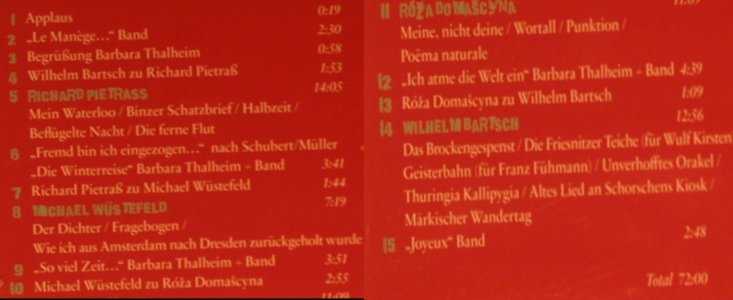 1 Applaus 0:19
2 „Le Manège...“ Band 2:30
3 Begrüßung Barbara Thalheim 0:58
4 Wilhelm Bartsch zu Richard Pietraß 1:53
5 RICHARD PIETRASS 14:05
Mein Waterloo / Binzer Schatzbrief / Halbzeit /
Beflügelte Nacht / Die ferne Flut
6 „Fremd bin ich eingezogen...“ nach Schubert/Müller
„Die Winterreise“ Barbara Thalheim + Band 3:41
7 Richard Pietraß zu Michael Wüstefeld 1:44
8 MICHAEL WÜSTEFELD 7:19
Der Dichter / Fragebogen /
Wie ich aus Amsterdam nach Dresden zurückgeholt wurde
9 „So viel Zeit...“ Barbara Thalheim + Band 3:51
10 Michael Wüstefeld zu Róža Domašcyna 2:55
11:09
11 RÓŽA DOMAŠCYNA 11:09
Meine, nicht deine / Wortall / Punktion /
Poëma naturale
12 „Ich atme die Welt ein“ Barbara Thalheim + Band 4:39
13 Róža Domašcyna zu Wilhelm Bartsch 1:09
14 WILHELM BARTSCH 12:56
Das Brockengespenst / Die Friesnitzer Teiche (für Wulf Kirsten)
Geisterbahn (für Franz Fühmann) / Unverhofftes Orakel /
Thuringia Kallipygia / Altes Lied an Schorschens Kiosk /
Märkischer Wandertag
15 „Joyeux“ Band 2:48
Total 72:00